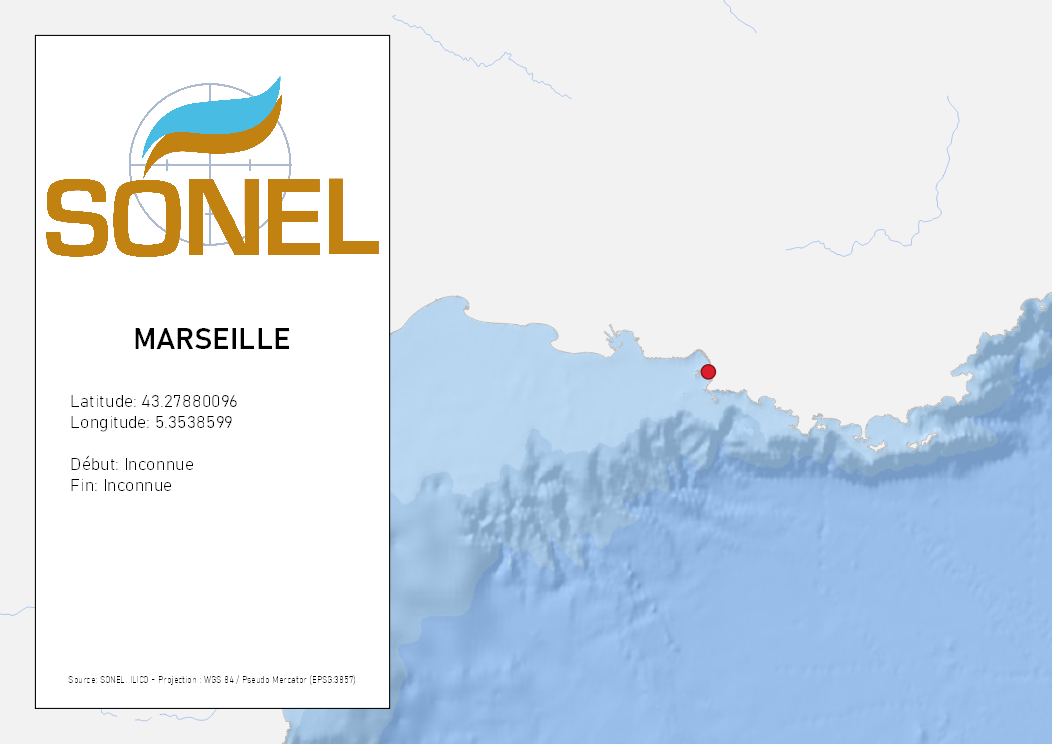 SONEL
MARSEILLE
Latitude: 43.27880096
Longitude: 5.3538599
Début: Inconnue
Fin: Inconnue
Source: SONEL, ILICO - Projection : WGS 84 / Pseudo Mercator (EPSG:3857)